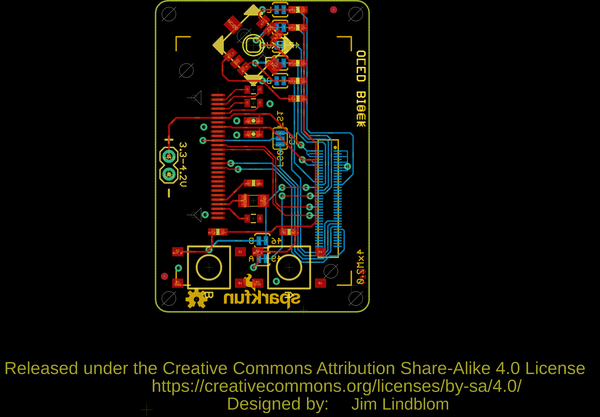 OLED BlOCK
3.3-4.2V
sparkfun
Released under the Creative Commons Attribution Share-Alike 4.0 License
https://creativecommons.org/licenses/by-sa/4.0/
Designed by: Jim Lindblom